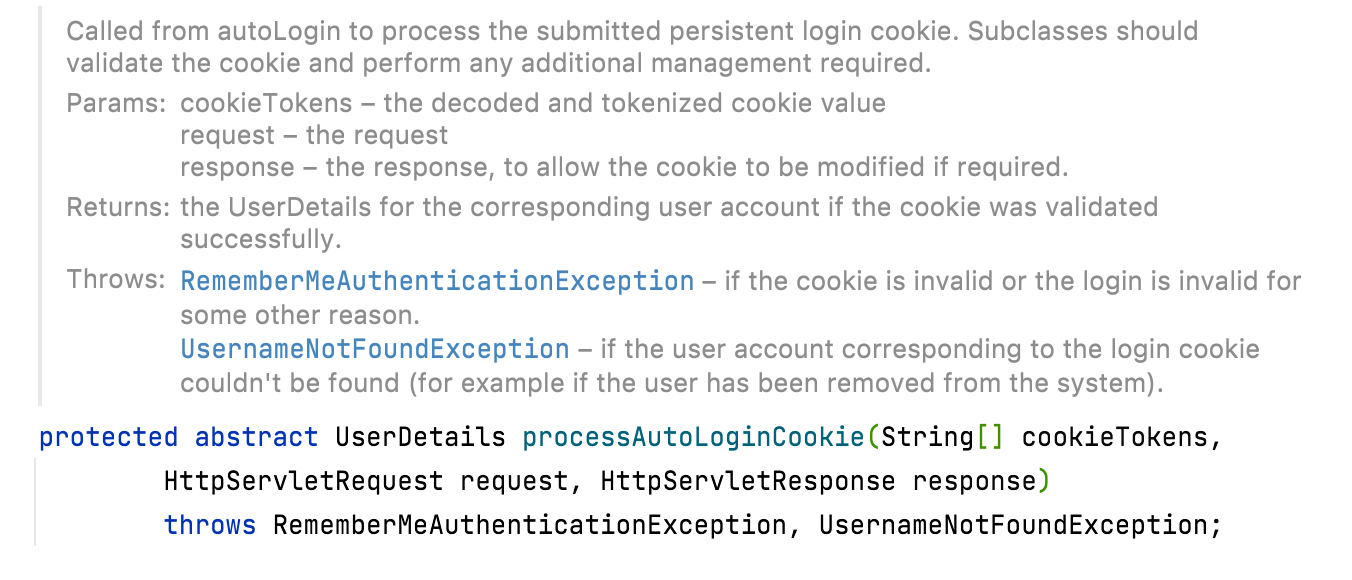 Called from autoLogin to process the submitted persistent login cookie. Subclasses should
validate the cookie and perform any additional management required.
Params: cookieTokens – the decoded and tokenized cookie value
request – the request
response – the response, to allow the cookie to be modified if required.
Returns: the UserDetails for the corresponding user account if the cookie was validated
successfully.
Throws: RememberMeAuthenticationException – if the cookie is invalid or the login is invalid for
some other reason.
UsernameNotFoundException – if the user account corresponding to the login cookie
couldn't be found (for example if the user has been removed from the system).
protected abstract UserDetails processAutoLoginCookie(String[] cookieTokens,
HttpServletRequest request, HttpServletResponse response)
throws RememberMeAuthenticationException, UsernameNotFoundException;